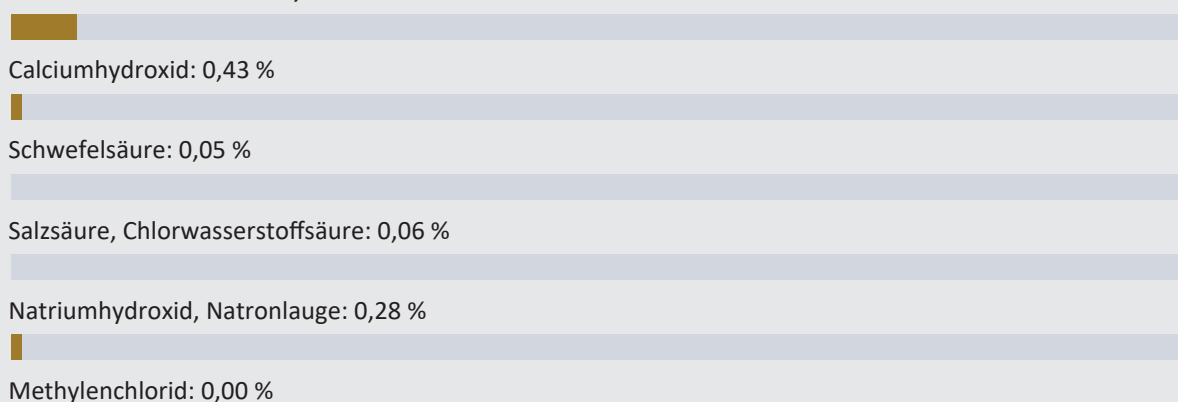 Calciumhydroxid: 0,43 %
Schwefelsäure: 0,05 %
Salzsäure, Chlorwasserstoffsäure: 0,06 %
Natriumhydroxid, Natronlauge: 0,28 %
Methylenchlorid: 0,00 %